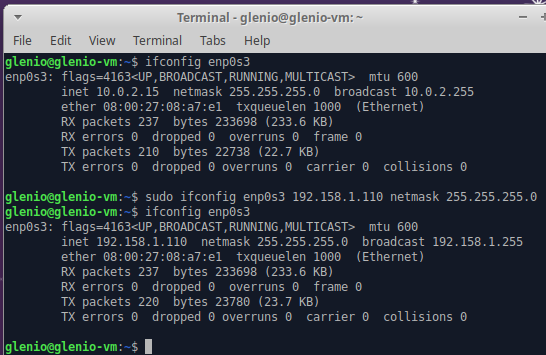 Terminal - glenio@glenio-vm: ~
File Edit View Terminal Tabs Help
glenio@glenio-vm:~$ ifconfig enp0s3
enp0s3: flags=4163<UP,BROADCAST,RUNNING,MULTICAST>  mtu 600
        inet 10.0.2.15  netmask 255.255.255.0  broadcast 10.0.2.255
        ether 08:00:27:08:a7:e1  txqueuelen 1000  (Ethernet)
        RX packets 237  bytes 233698 (233.6 KB)
        RX errors 0  dropped 0  overruns 0  frame 0
        TX packets 210  bytes 22738 (22.7 KB)
        TX errors 0  dropped 0 overruns 0  carrier 0  collisions 0
glenio@glenio-vm:~$ sudo ifconfig enp0s3 192.158.1.110 netmask 255.255.255.0
glenio@glenio-vm:~$ ifconfig enp0s3
enp0s3: flags=4163<UP,BROADCAST,RUNNING,MULTICAST>  mtu 600
        inet 192.158.1.110  netmask 255.255.255.0  broadcast 192.158.1.255
        ether 08:00:27:08:a7:e1  txqueuelen 1000  (Ethernet)
        RX packets 237  bytes 233698 (233.6 KB)
        RX errors 0  dropped 0  overruns 0  frame 0
        TX packets 220  bytes 23780 (23.7 KB)
        TX errors 0  dropped 0 overruns 0  carrier 0  collisions 0
glenio@glenio-vm:~$